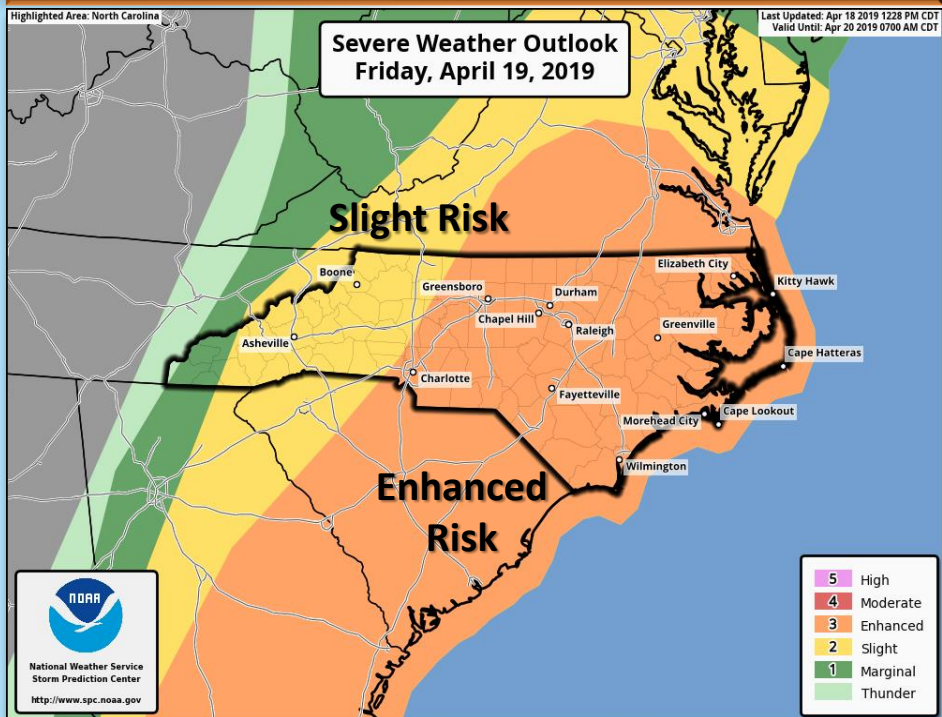 Highlighted Area: North Carolina
Last Updated: Apr 18 2019 1228 PM CDT
Valid Until: Apr 20 2019 0700 AM CDT
Severe Weather Outlook
Friday, April 19, 2019
Slight Risk
Boone
Elizabeth City
Kitty Hawk
Greensboro
Durham
Chapel Hill
Raleigh
Greenville
Asheville
Cape Hatteras
Charlotte
Fayetteville
Morehead City
Cape Lookout
Wilmington
Enhanced
Risk
NOAA
National Weather Service
Storm Prediction Center
http://www.spc.noaa.gov
5 High
4 Moderate
3 Enhanced
2 Slight
1 Marginal
Thunder